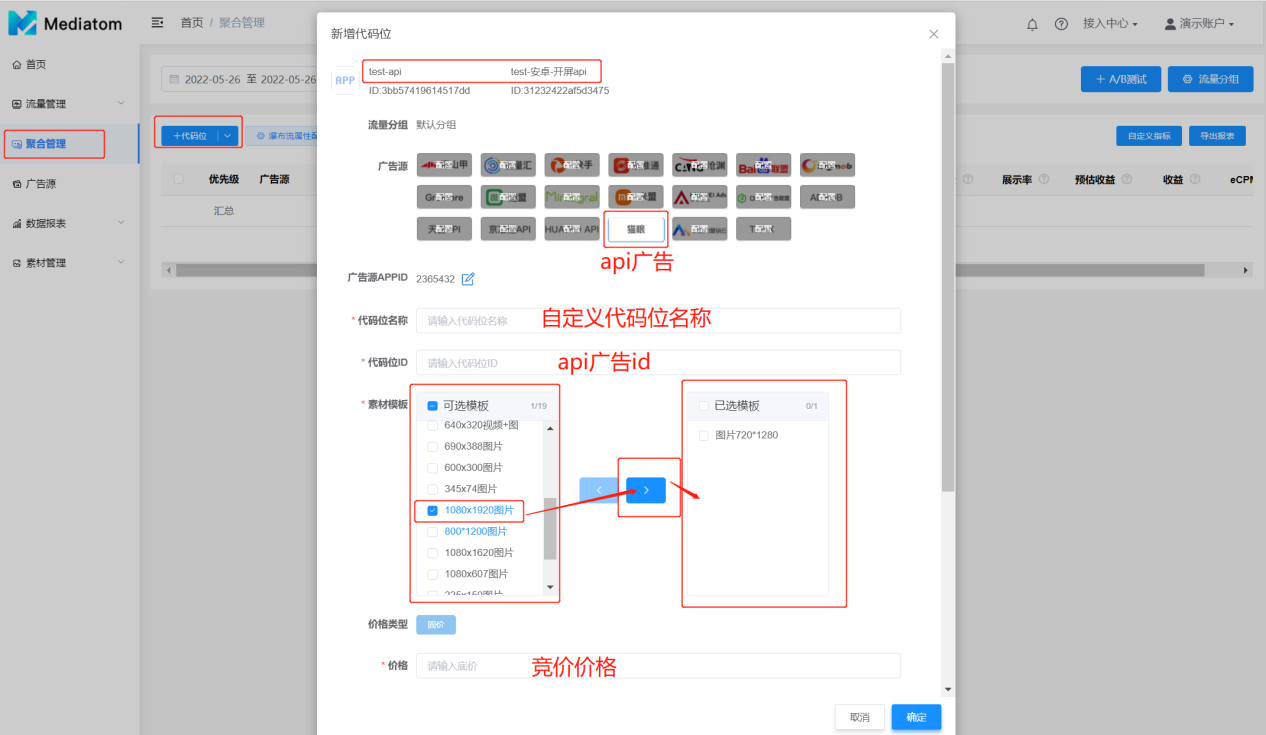 Mediatom
首页 / 聚合管理
接入中心
演示账户
首页
流量管理
聚合管理
广告源
数据报表
素材管理
2022-05-26 至 2022-05-26
+ A/B测试
流量分组
+代码位
瀑布流属性配
自定义指标
导出报表
优先级
广告源
展示率
预估收益
收益
eCPM
汇总
新增代码位
APP
test-api
test-安卓-开屏api
ID:3bb57419614517dd
ID:31232422af5d3475
流量分组 默认分组
广告源
猫眼
api广告
广告源APPID 2365432
* 代码位名称 请输入代码位名称
自定义代码位名称
* 代码位ID 请输入代码位ID
api广告id
* 素材模板
可选模板 1/19
640x320视频+图
690x388图片
600x300图片
345x74图片
1080x1920图片
800*1200图片
1080x1620图片
1080x607图片
225x150图片
已选模板 0/1
图片720*1280
价格类型 固价
* 价格 请输入底价
竞价价格
取消
确定